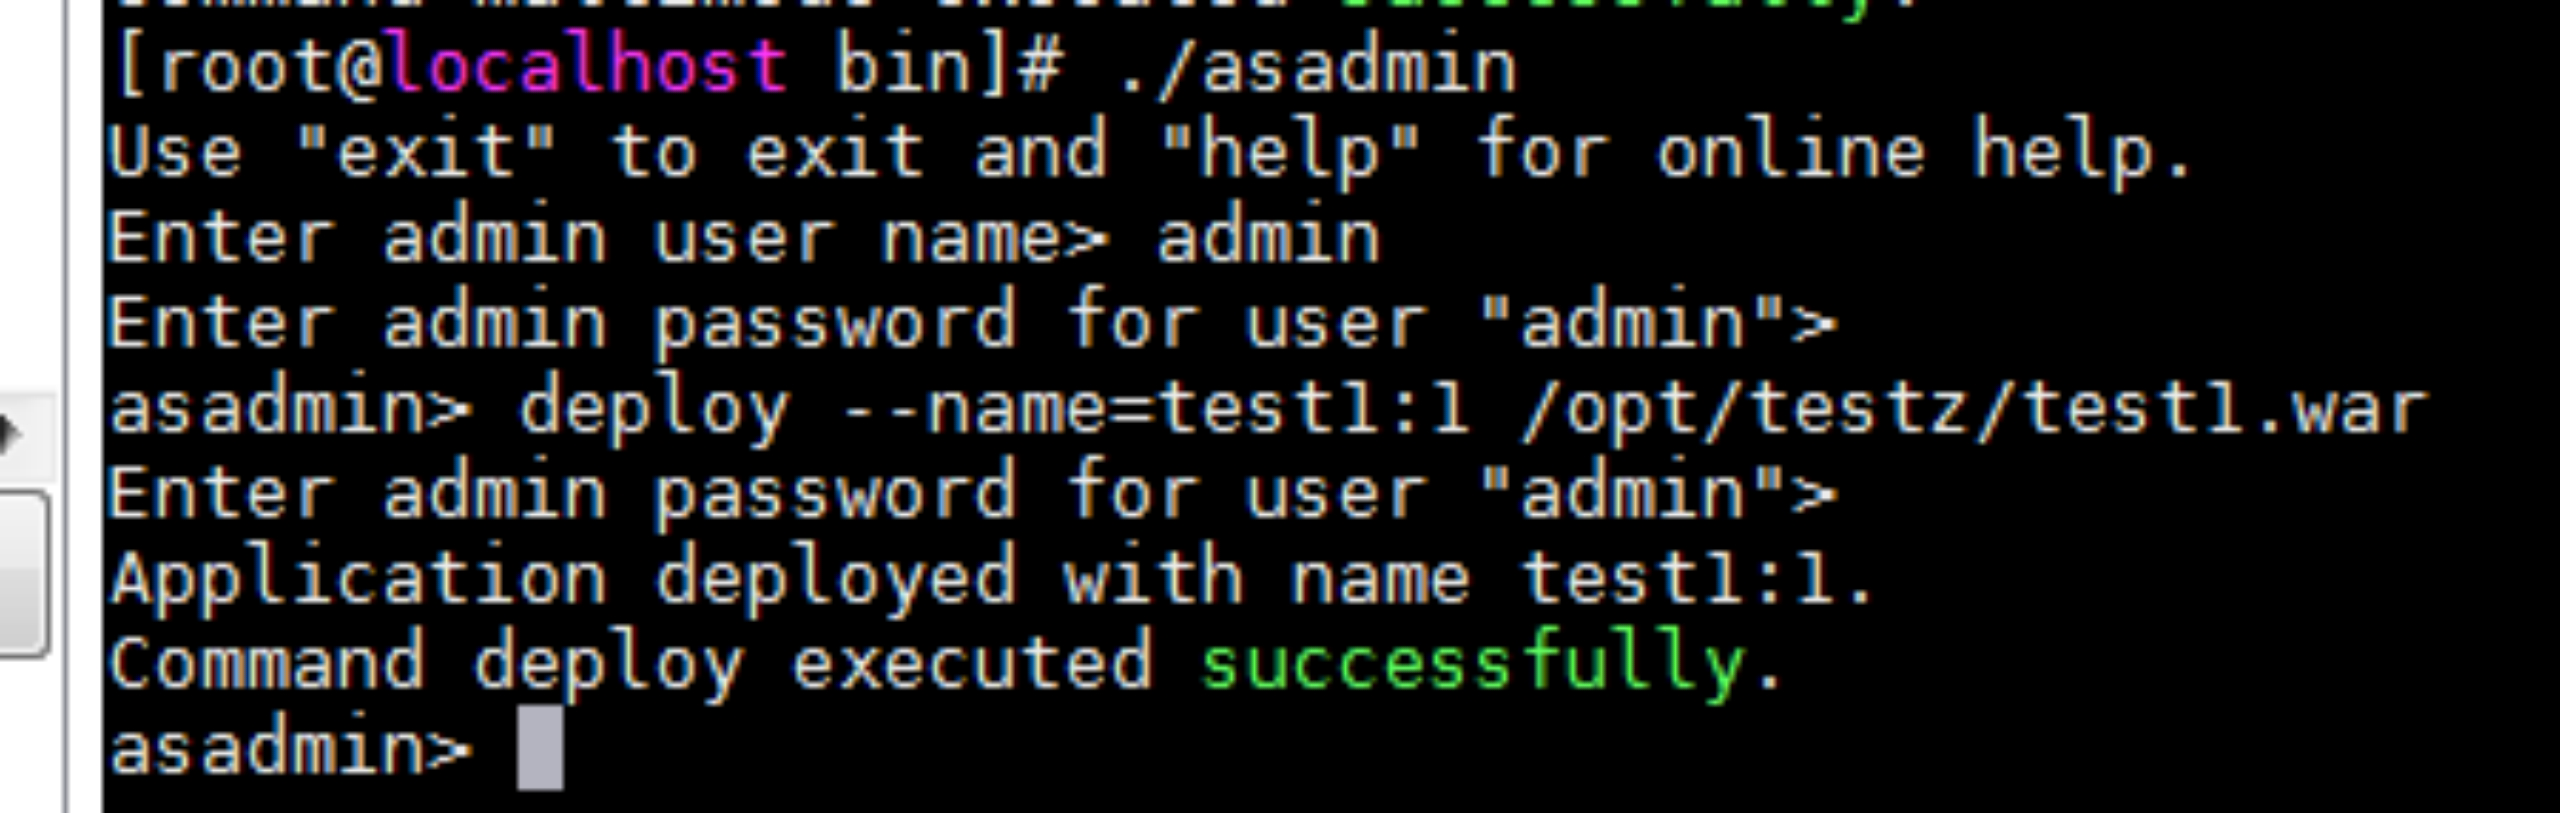 [root@localhost bin]# ./asadmin
Use "exit" to exit and "help" for online help.
Enter admin user name> admin
Enter admin password for user "admin">
asadmin> deploy --name=test1:1 /opt/testz/test1.war
Enter admin password for user "admin">
Application deployed with name test1:1.
Command deploy executed successfully.
asadmin>